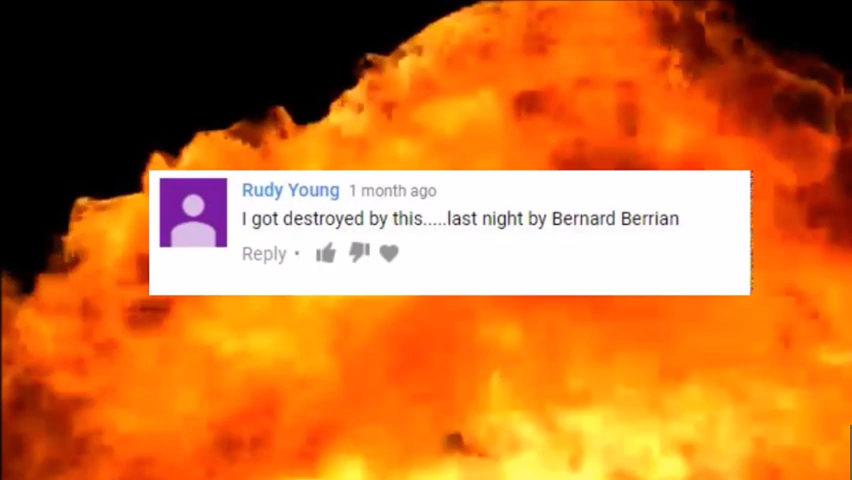 Rudy Young 1 month ago
I got destroyed by this.....last night by Bernard Berrian
Reply •